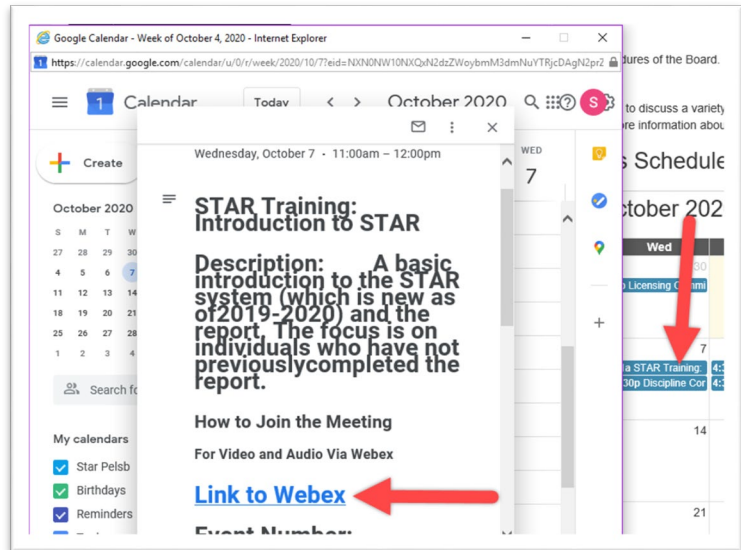 Google Calendar - Week of October 4, 2020 - Internet Explorer
https://calendar.google.com/calendar/u/0/r/week/2020/10/7?eid=
1 Calendar Today < > October 2020 S
Create
October 2020
S M T W
27 28 29 30
4 5 6 7
11 12 13 14
18 19 20 21
25 26 27 28
1 2 3 4
Search fo
My calendars
Star Pelsb
Birthdays
Reminders
Wednesday, October 7 · 11:00am – 12:00pm
STAR Training:
Introduction to STAR
Description: A basic
introduction to the STAR
system (which is new as
of2019-2020) and the
report. The focus is on
individuals who have not
previouslycompleted the
report.
How to Join the Meeting
For Video and Audio Via Webex
Link to Webex
Event Number:
WED
7
dures of the Board.
to discuss a variety
ore information abou
s Schedule
ctober 202
Wed
30
Licensing
7
1a STAR Training:
30p Discipline Cor
14
21